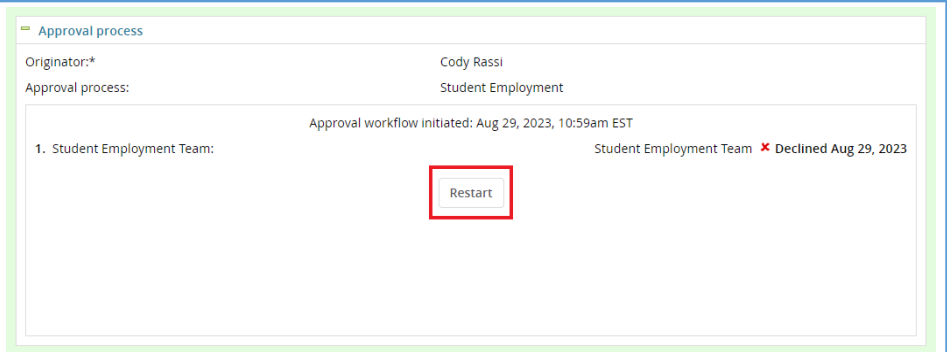 Approval process
Originator:* Cody Rassi
Approval process: Student Employment
Approval workflow initiated: Aug 29, 2023, 10:59am EST
1. Student Employment Team: Student Employment Team ✘ Declined Aug 29, 2023
Restart